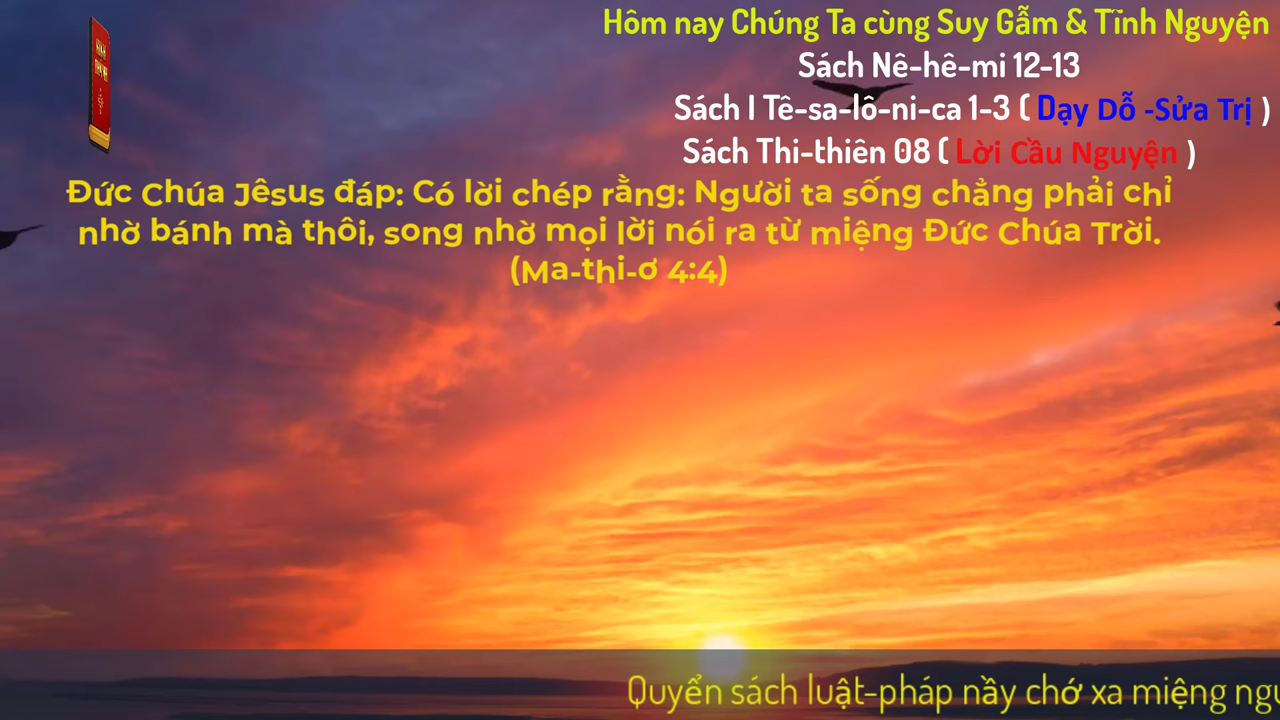 Hôm nay Chúng Ta cùng Suy Gẫm & Tĩnh Nguyện
Sách Nê-hê-mi 12-13
Sách I Tê-sa-lô-ni-ca 1-3 ( Dạy Dỗ -Sửa Trị )
Sách Thi-thiên 08 ( Lời Cầu Nguyện )
Đức Chúa Jêsus đáp: Có lời chép rằng: Người ta sống chẳng phải chỉ
nhờ bánh mà thôi, song nhờ mọi lời nói ra từ miệng Đức Chúa Trời.
(Ma-thi-ơ 4:4)
Quyển sách luật-pháp nầy chớ xa miệng